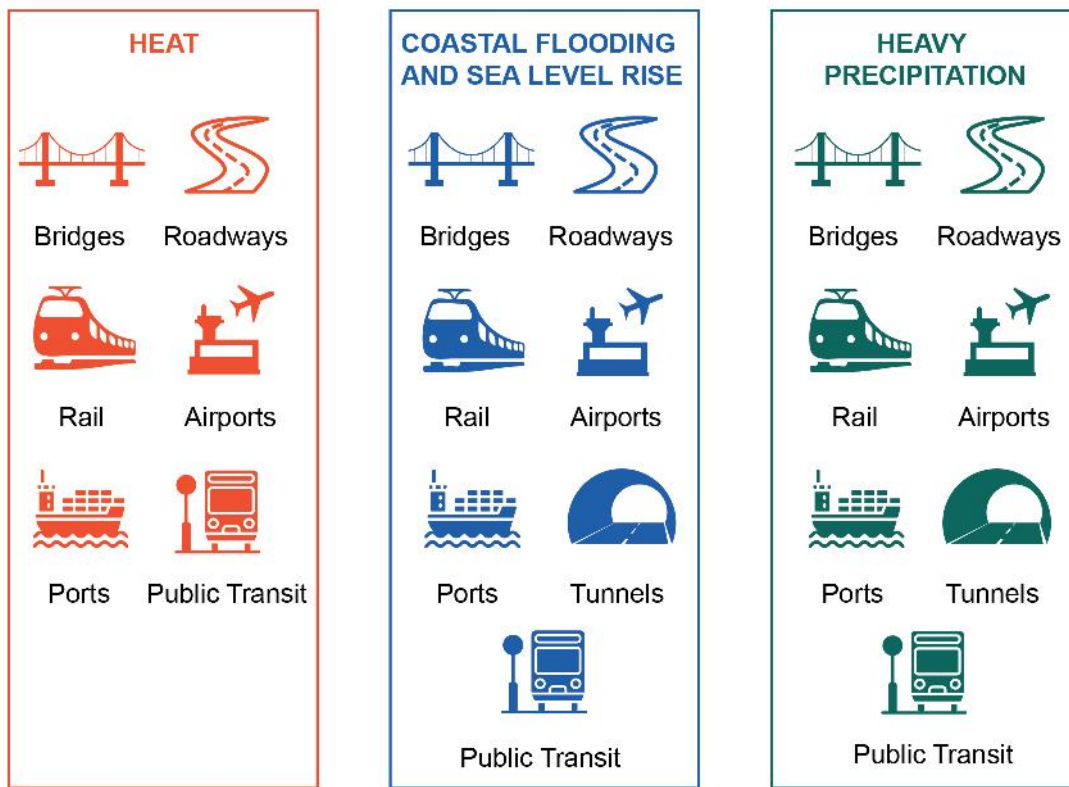 HEAT
Bridges Roadways
Rail Airports
Ports Public Transit
COASTAL FLOODING
AND SEA LEVEL RISE
Bridges Roadways
Rail Airports
Ports Tunnels
Public Transit
HEAVY
PRECIPITATION
Bridges Roadways
Rail Airports
Ports Tunnels
Public Transit